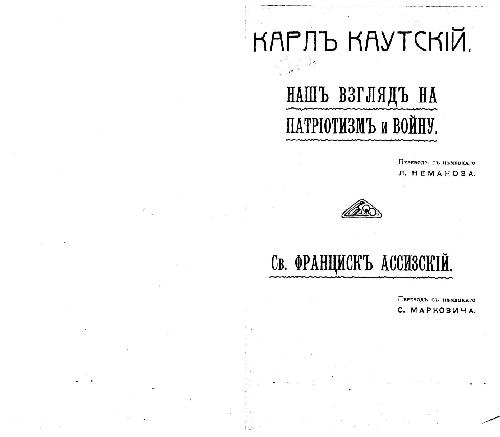 КАРЛЪ КАУТСКІЙ.
НАШЪ ВЗГЛЯДЪ НА
ПАТРІОТИЗМЪ и ВОЙНУ.
Переводъ съ нѣмецкаго
Л. НЕМАНОВА.
Св. ФРАНЦИСКЪ АССИЗСКІЙ.
Переводъ съ нѣмецкаго
С. МАРКОВИЧА.